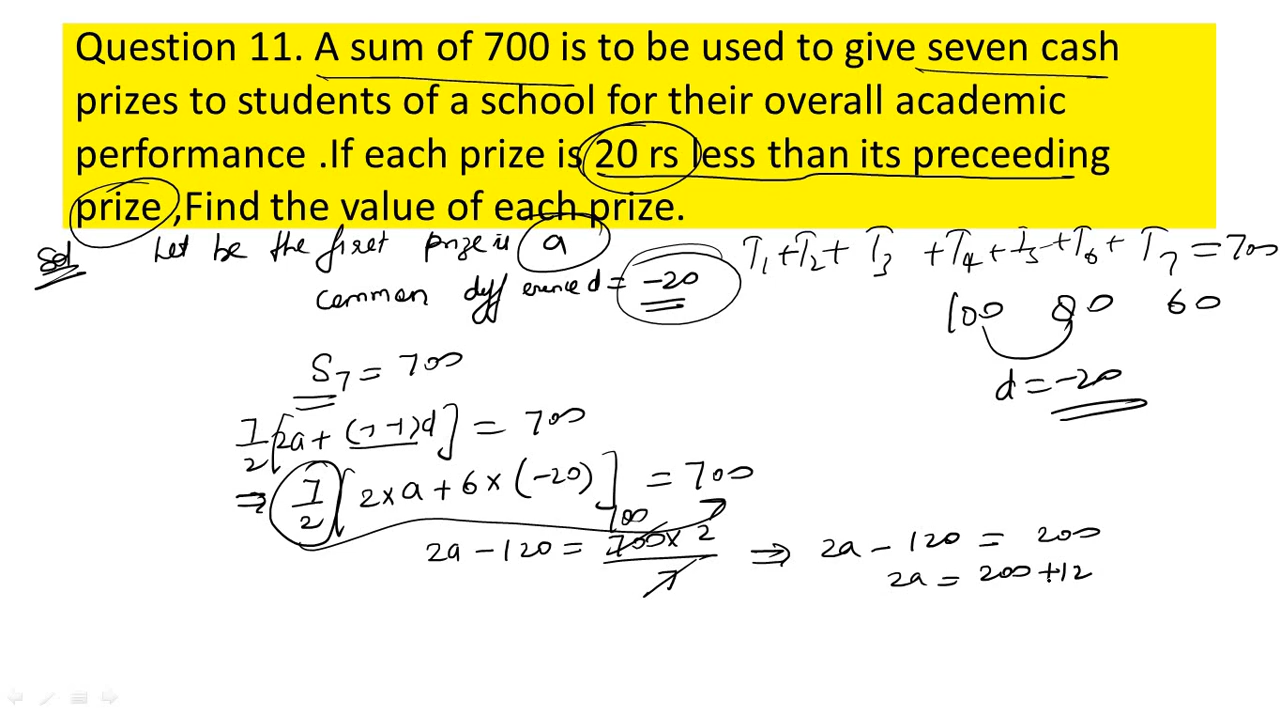 Question 11. A sum of 700 is to be used to give seven cash
prizes to students of a school for their overall academic
performance .If each prize is 20 rs less than its preceeding
prize ,Find the value of each prize.
Sol Let be the first prize is a
T₁+T₂+ T₃ +T₄+T₅+T₆+ T₇ = 700
common difference d = -20
100 80 60
S₇ = 700
d = -20
7/2 [2a + (7-1)d] = 700
⇒ 7/2 [2×a + 6×(-20)] = 700
100
2a - 120 = 700×2/7 ⇒ 2a - 120 = 200
2a = 200 +12